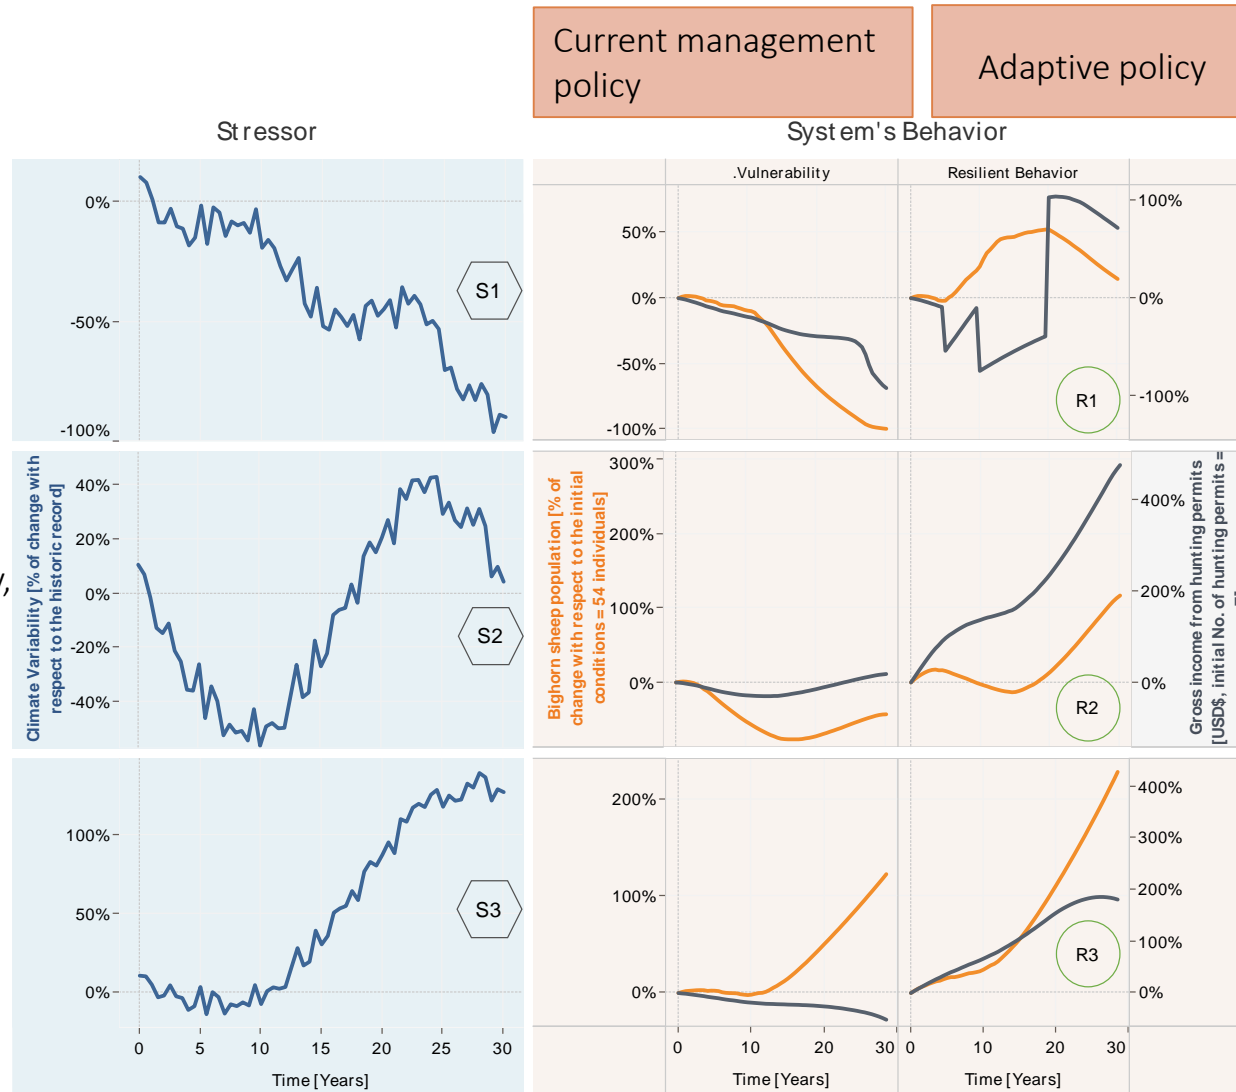 Current management
policy
Adaptive policy
Stressor
System's Behavior
.Vulnerability
Resilient Behavior
0%
-50%
-100%
S1
50%
0%
-50%
-100%
100%
0%
-100%
R1
Climate Variability [% of change with
respect to the historic record]
40%
20%
0%
-20%
-40%
S2
Bighorn sheep population [% of
change with respect to the initial
conditions = 54 individuals]
300%
200%
100%
0%
400%
200%
0%
R2
Gross income from hunting permits
[USD$, initial No. of hunting permits =
100%
50%
0%
S3
200%
100%
0%
400%
300%
200%
100%
0%
R3
0 5 10 15 20 25 30
Time [Years]
0 10 20 30
Time [Years]
0 10 20 30
Time [Years]